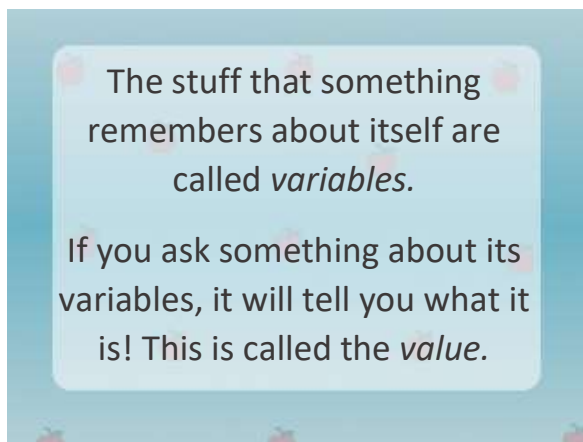 The stuff that something
remembers about itself are
called variables.
If you ask something about its
variables, it will tell you what it
is! This is called the value.